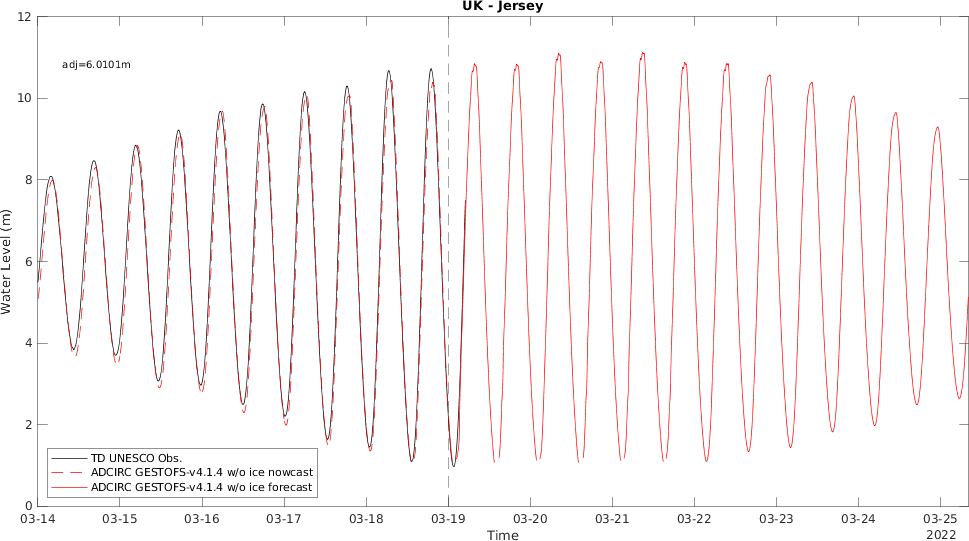 UK - Jersey
12
adj=6.0101m
10
8
6
4
2
0
Water Level (m)
TD UNESCO Obs.
ADCIRC GESTOFS-v4.1.4 w/o ice nowcast
ADCIRC GESTOFS-v4.1.4 w/o ice forecast
03-14 03-15 03-16 03-17 03-18 03-19 03-20 03-21 03-22 03-23 03-24 03-25
Time
2022